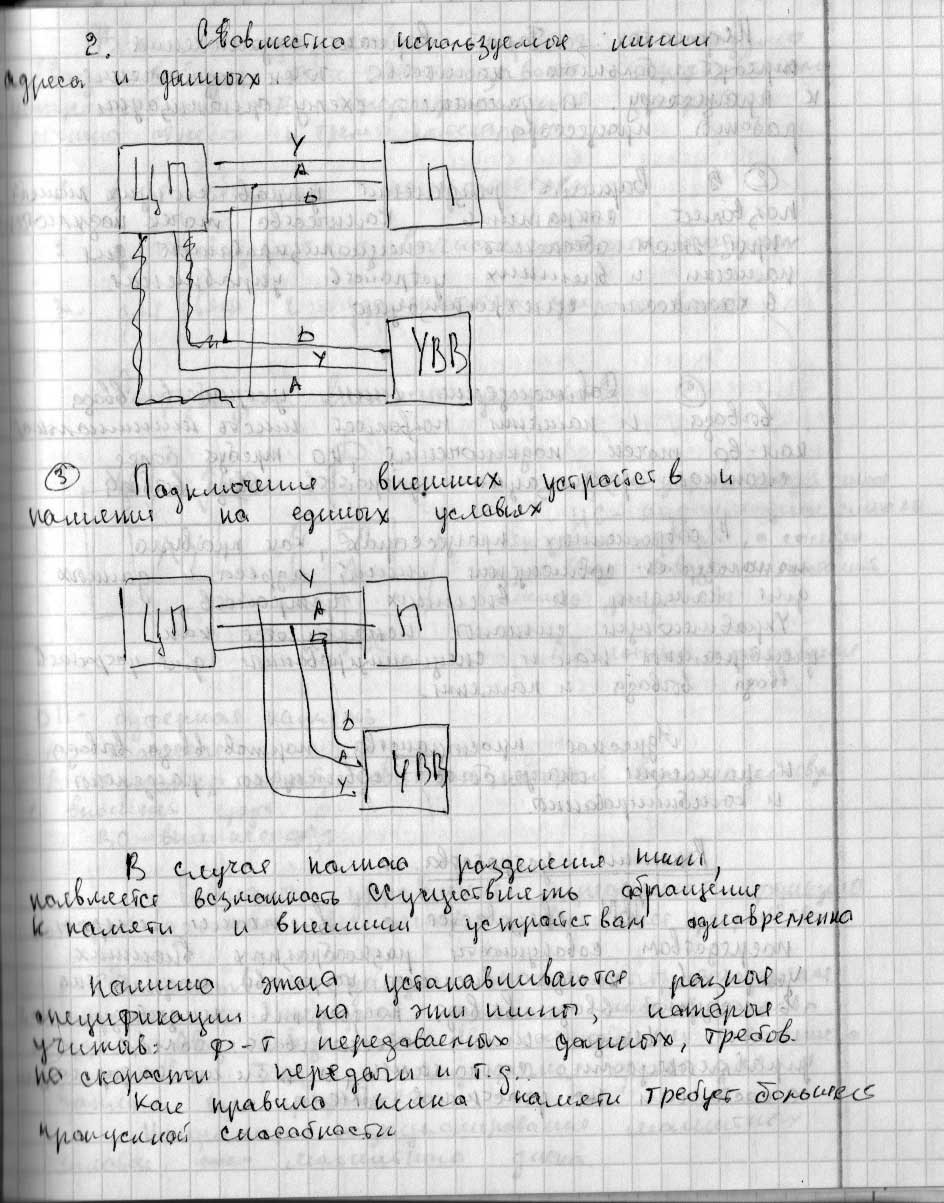 2. Совместно используемые линии
адреса и данных
У
А
D
ЦП
П
D
У
А
УВВ
③ Подключение внешних устройств и
памяти на единых условиях
У
А
D
ЦП
П
D
А
У
УВВ
В случае полного разделения шин,
появляется возможность осуществлять обращение
к памяти и внешним устройствам одновременно
Помимо этого устанавливаются разные
спецификации на эти шины, которые
учитыв. ф-т передаваемых данных, требов.
по скорости передачи и т.д.
Как правило шина памяти требует большей
пропускной способности